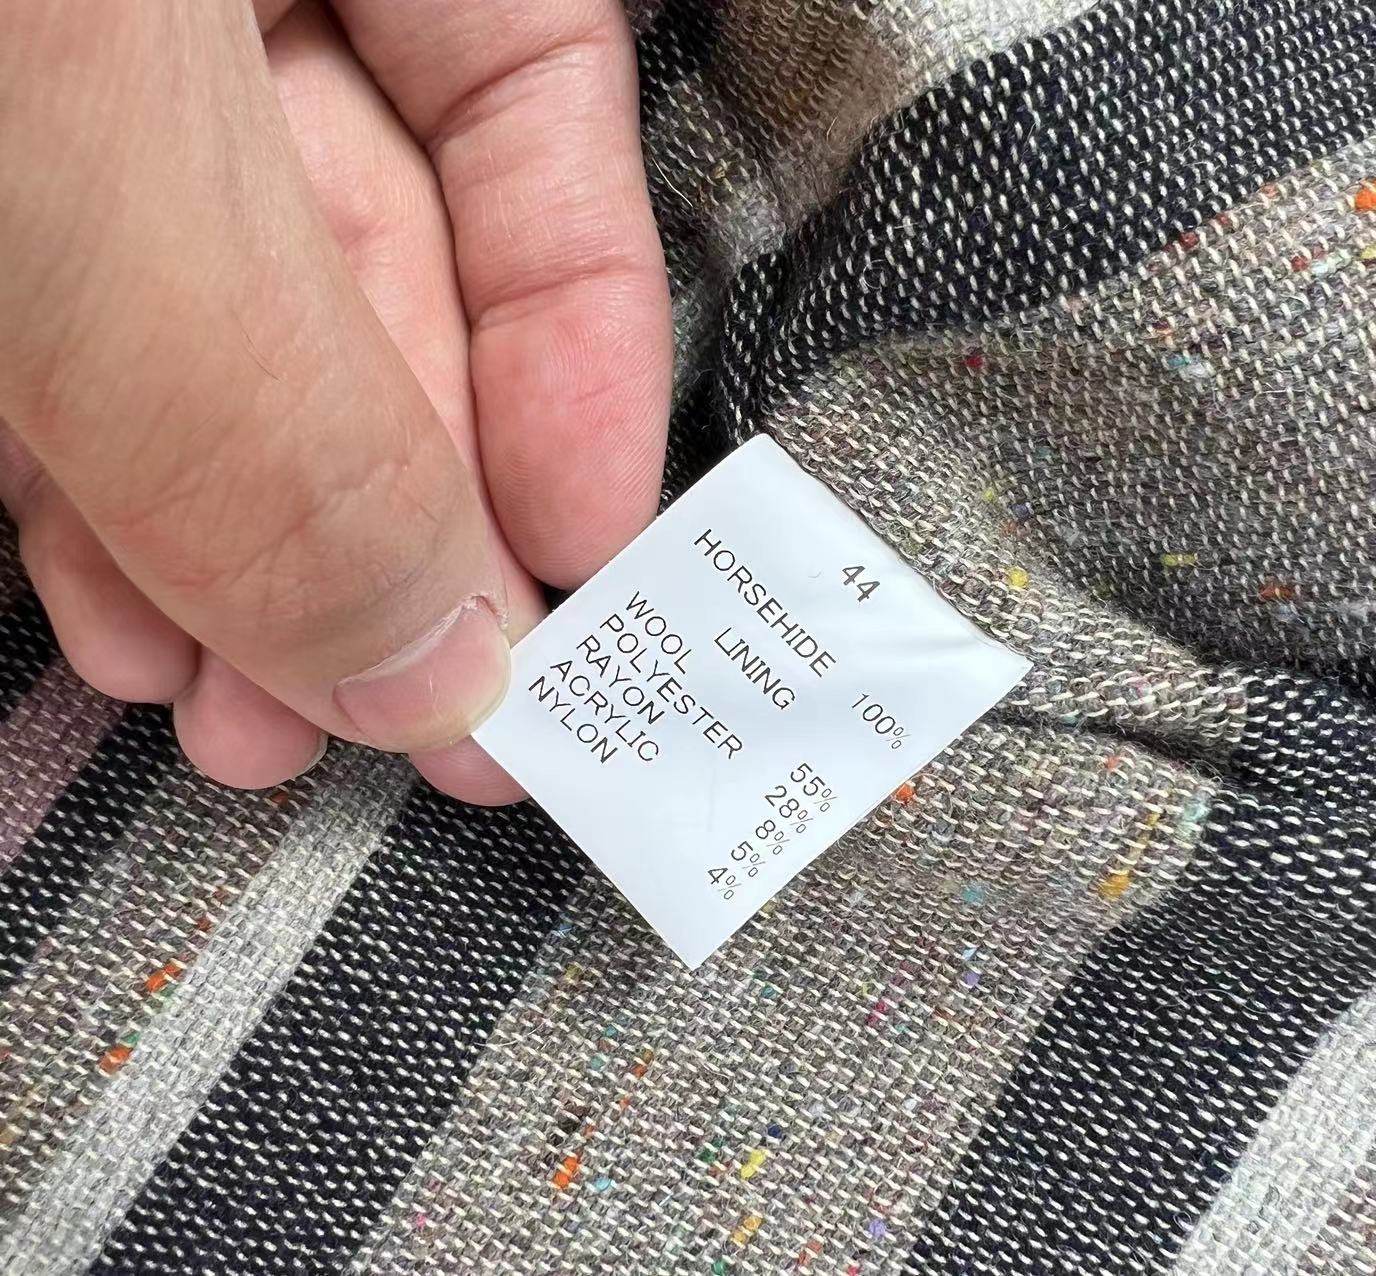 44
HORSEHIDE 100%
LINING
WOOL 55%
POLYESTER 28%
RAYON 8%
ACRYLIC 5%
NYLON 4%